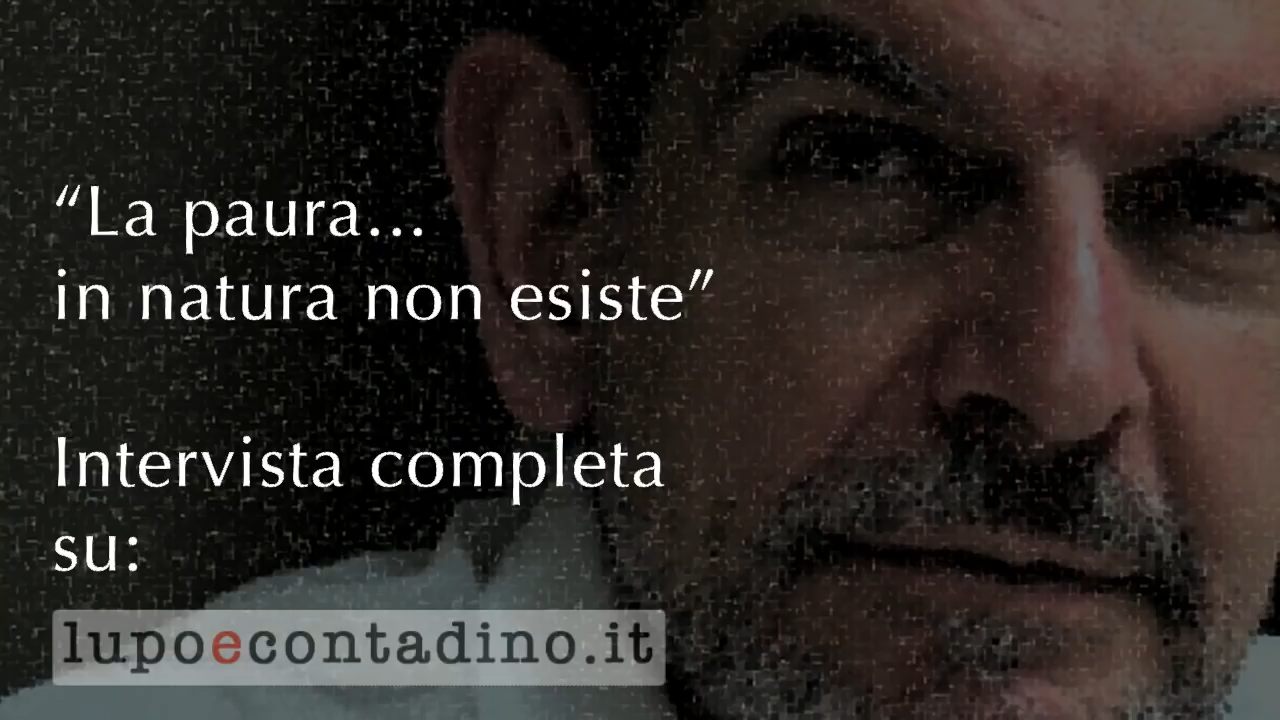 “La paura...
in natura non esiste”
Intervista completa
su:
lupoecontadino.it